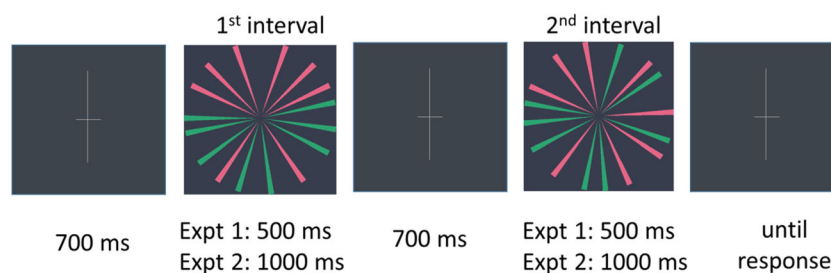 1st interval
2nd interval
700 ms
Expt 1: 500 ms
Expt 2: 1000 ms
700 ms
Expt 1: 500 ms
Expt 2: 1000 ms
until
response